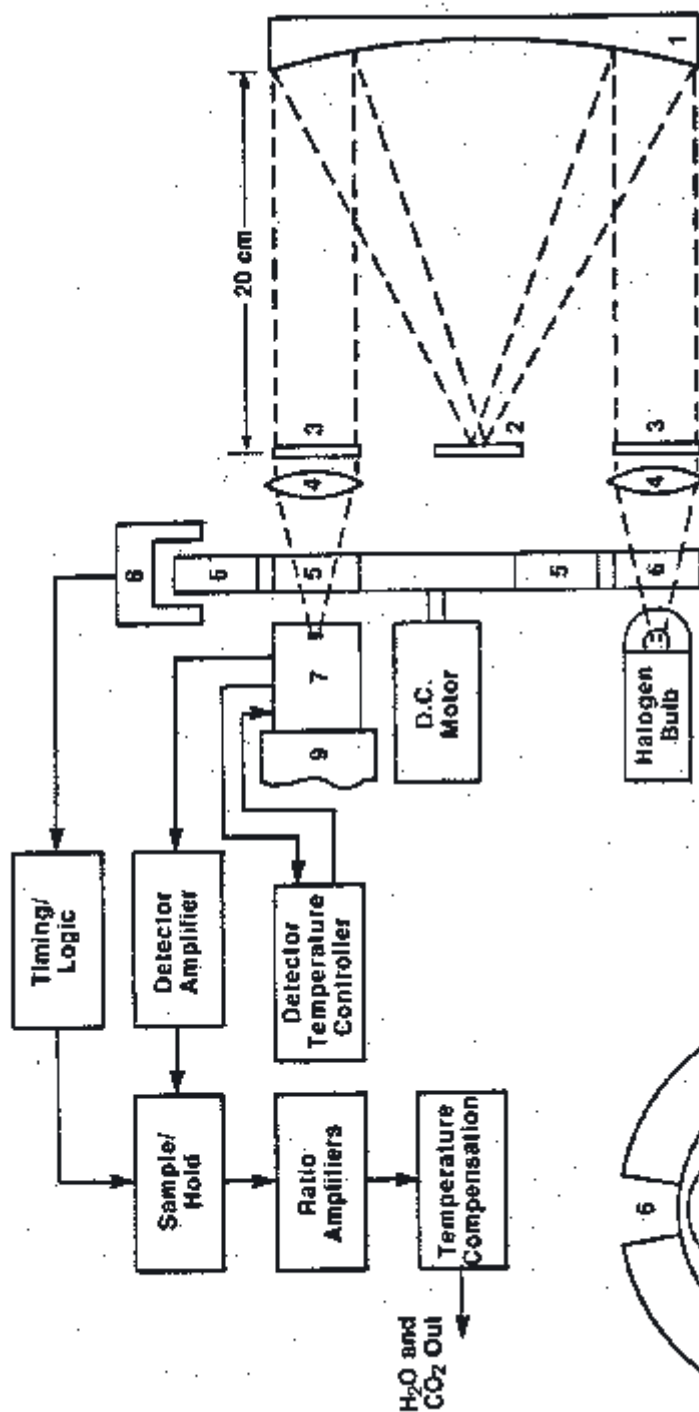 Timing/
Logic
Detector
Amplifier
Detector
Temperature
Controller
Sample/
Hold
Ratio
Amplifiers
Temperature
Compensation
H₂O and
CO₂ Out
20 cm
1
2
3
3
4
4
8
5
5
5
6
7
9
D.C.
Motor
Halogen
Bulb
6